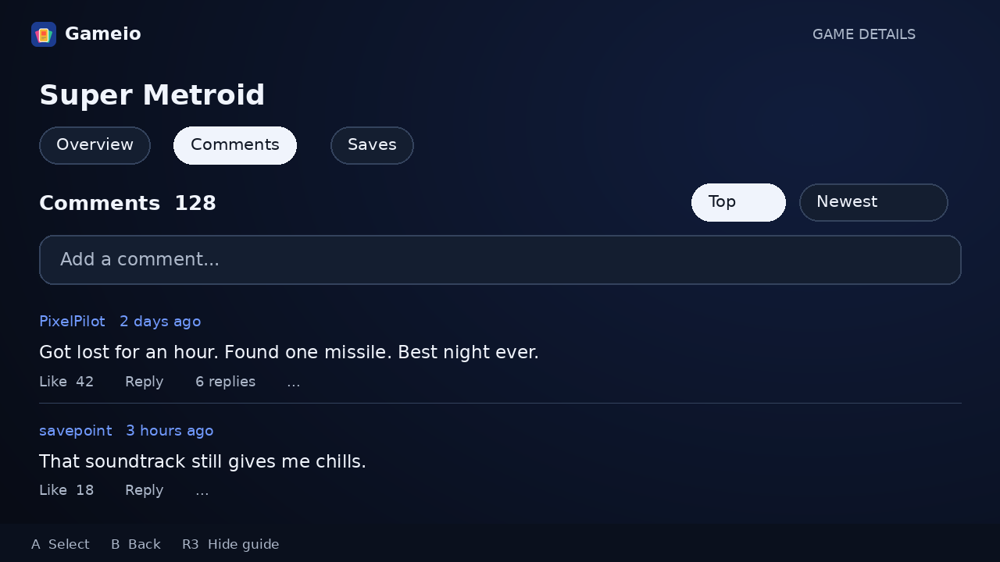 Gameio
GAME DETAILS
Super Metroid
Overview Comments Saves
Comments 128
Top Newest
Add a comment...
PixelPilot 2 days ago
Got lost for an hour. Found one missile. Best night ever.
Like 42 Reply 6 replies ...
savepoint 3 hours ago
That soundtrack still gives me chills.
Like 18 Reply ...
A Select B Back R3 Hide guide